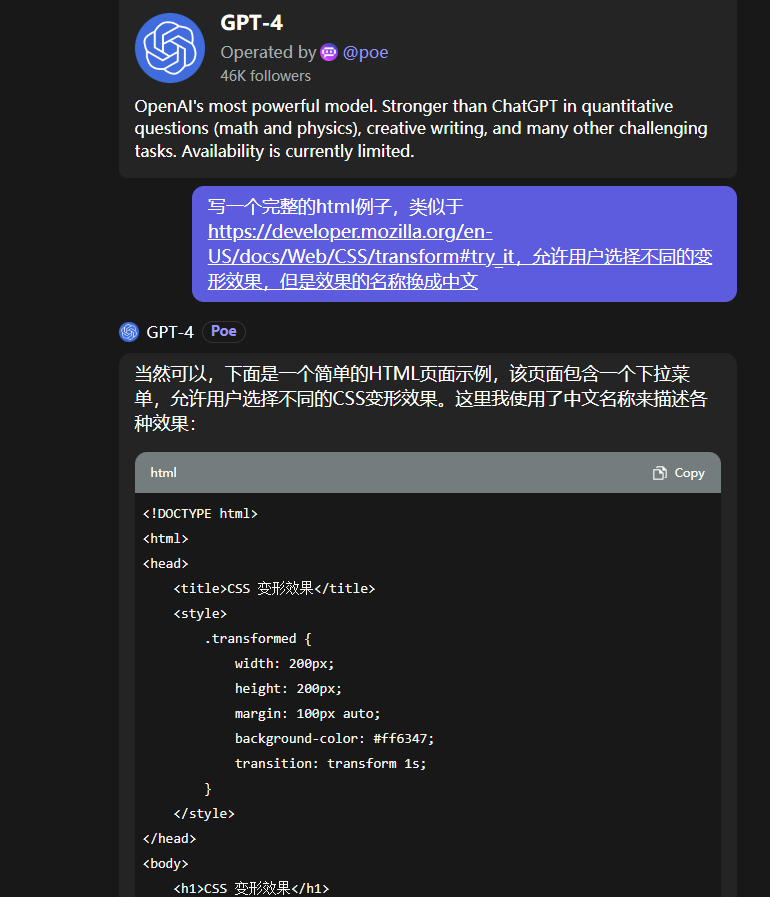 GPT-4
Operated by @poe
46K followers
OpenAI's most powerful model. Stronger than ChatGPT in quantitative
questions (math and physics), creative writing, and many other challenging
tasks. Availability is currently limited.
写一个完整的html例子，类似于
https://developer.mozilla.org/en-
US/docs/Web/CSS/transform#try_it，允许用户选择不同的变
形效果，但是效果的名称换成中文
GPT-4 Poe
当然可以，下面是一个简单的HTML页面示例，该页面包含一个下拉菜
单，允许用户选择不同的CSS变形效果。这里我使用了中文名称来描述各
种效果：
html Copy
<!DOCTYPE html>
<html>
<head>
    <title>CSS 变形效果</title>
    <style>
        .transformed {
            width: 200px;
            height: 200px;
            margin: 100px auto;
            background-color: #ff6347;
            transition: transform 1s;
        }
    </style>
</head>
<body>
    <h1>CSS 变形效果</h1>